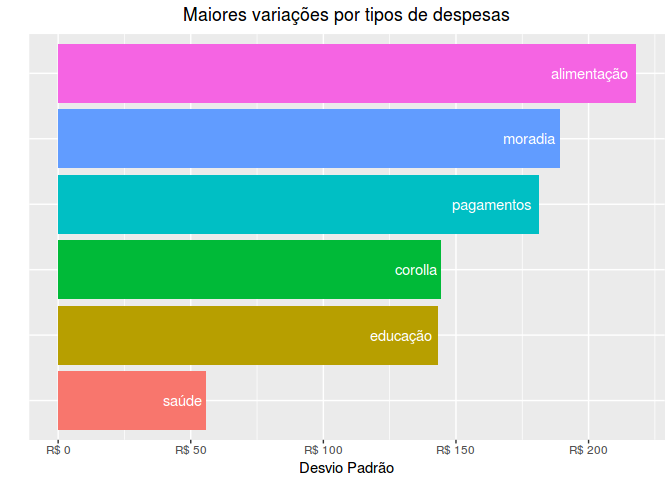 Maiores variações por tipos de despesas
alimentação
moradia
pagamentos
corolla
educação
saúde
R$ 0 R$ 50 R$ 100 R$ 150 R$ 200
Desvio Padrão